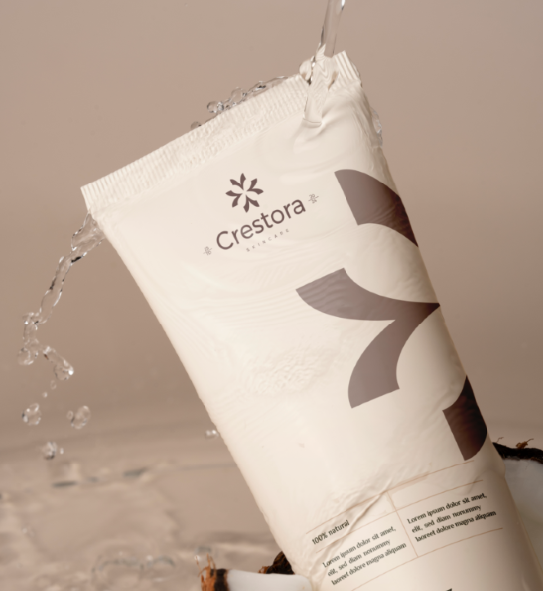 Crestora
SKINCARE
100% natural
Lorem ipsum dolor sit amet,
elit, sed diam nonummy
laoreet dolore magna aliquam
Lorem ipsum dolor sit amet,
elit, sed diam nonummy
laoreet dolore magna aliquam